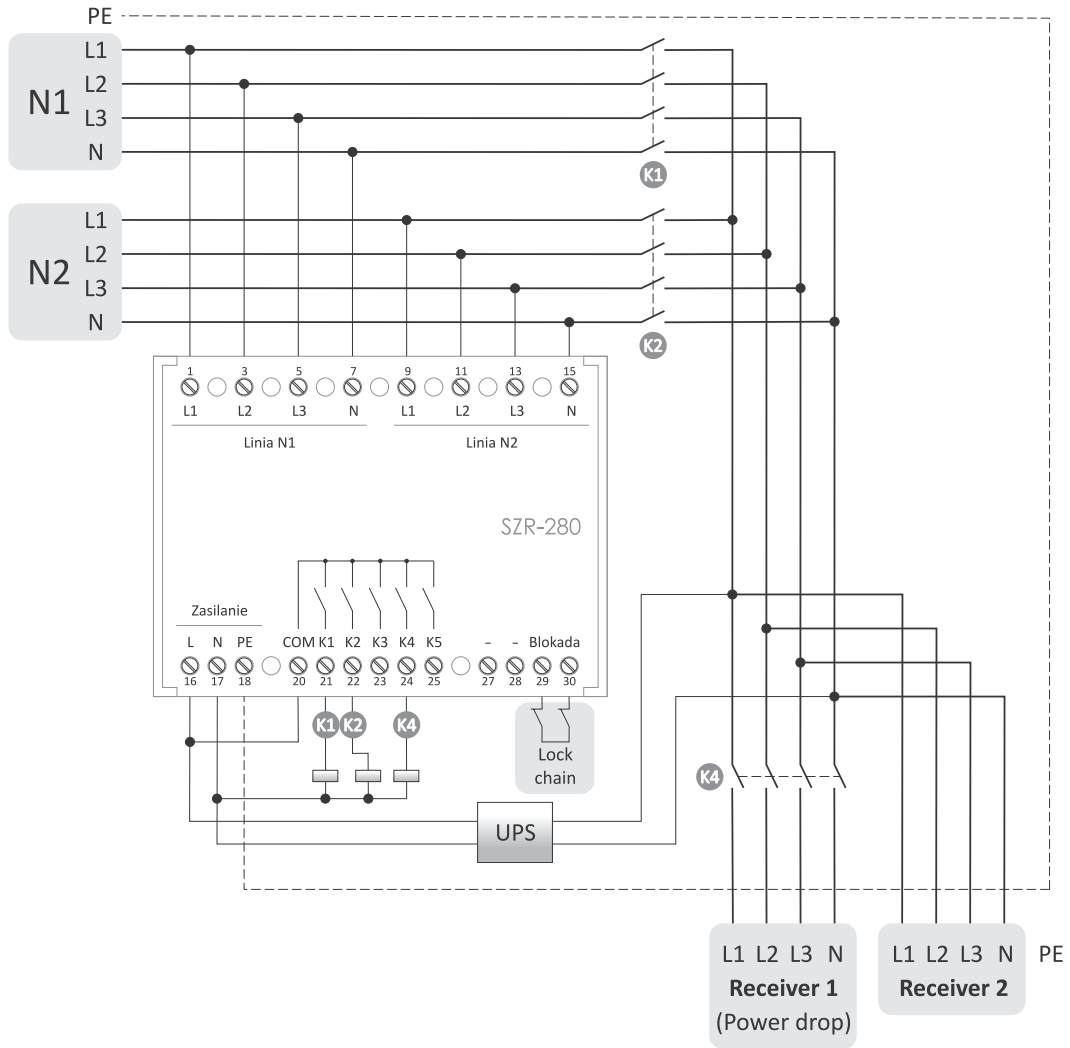 PE
L1
L2
N1
L3
N
K1
L1
L2
N2
L3
N
K2
1 3 5 7 9 11 13 15
L1 L2 L3 N L1 L2 L3 N
Linia N1 Linia N2
SZR-280
Zasilanie
L N PE COM K1 K2 K3 K4 K5 - - Blokada
16 17 18 20 21 22 23 24 25 27 28 29 30
K1 K2 K4
Lock
chain
K4
UPS
L1 L2 L3 N L1 L2 L3 N PE
Receiver 1 Receiver 2
(Power drop)